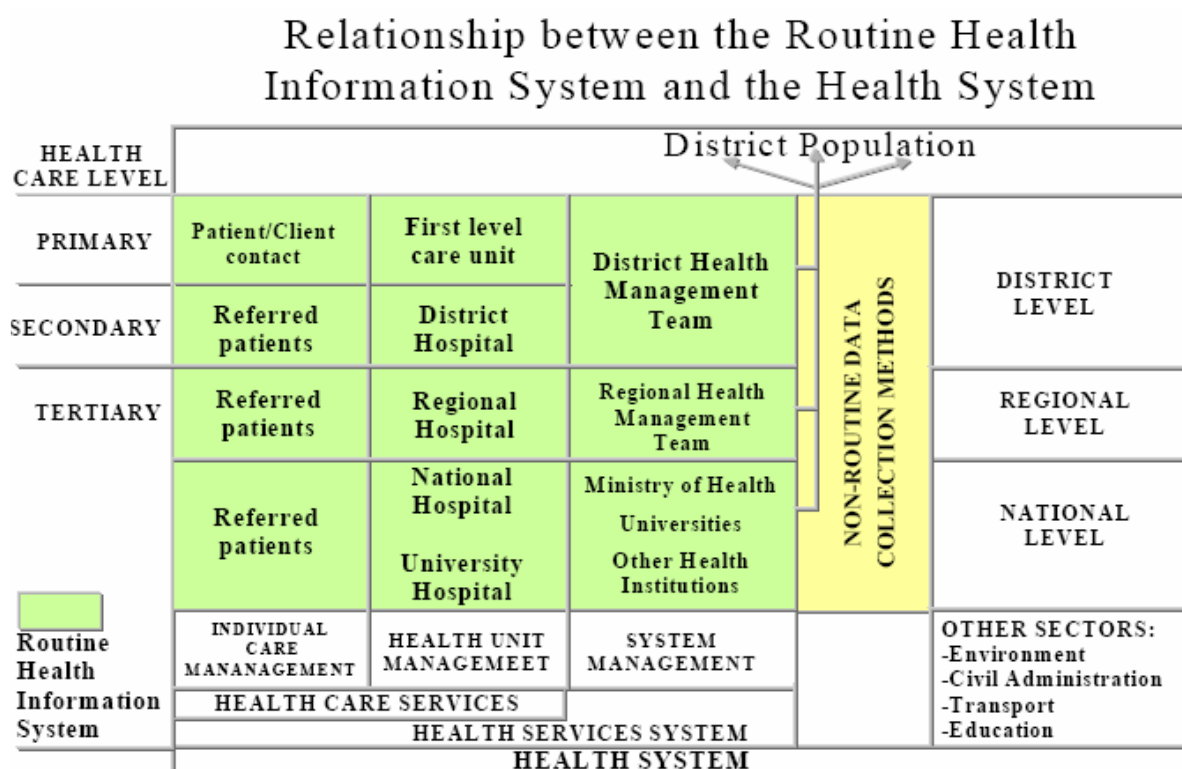 Relationship between the Routine Health
Information System and the Health System
HEALTH
CARE LEVEL
District Population
PRIMARY
Patient/Client
contact
First level
care unit
District Health
Management
Team
NON-ROUTINE DATA
COLLECTION METHODS
DISTRICT
LEVEL
SECONDARY
Referred
patients
District
Hospital
TERTIARY
Referred
patients
Regional
Hospital
Regional Health
Management
Team
REGIONAL
LEVEL
Referred
patients
National
Hospital
University
Hospital
Ministry of Health
Universities
Other Health
Institutions
NATIONAL
LEVEL
Routine
Health
Information
System
INDIVIDUAL
CARE
MANANAGEMENT
HEALTH UNIT
MANAGEMEET
SYSTEM
MANAGEMENT
OTHER SECTORS:
-Environment
-Civil Administration
-Transport
-Education
HEALTH CARE SERVICES
HEALTH SERVICES SYSTEM
HEALTH SYSTEM